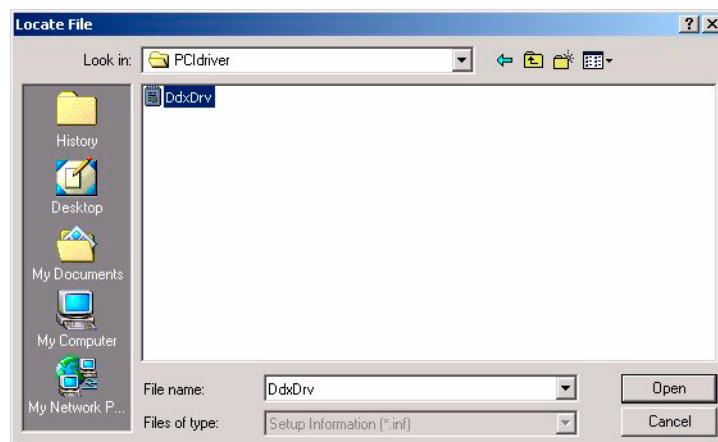 Locate File
Look in:
PCIdriver
DdxDrv
History
Desktop
My Documents
My Computer
My Network P...
File name:
DdxDrv
Open
Files of type:
Setup Information (*.inf)
Cancel